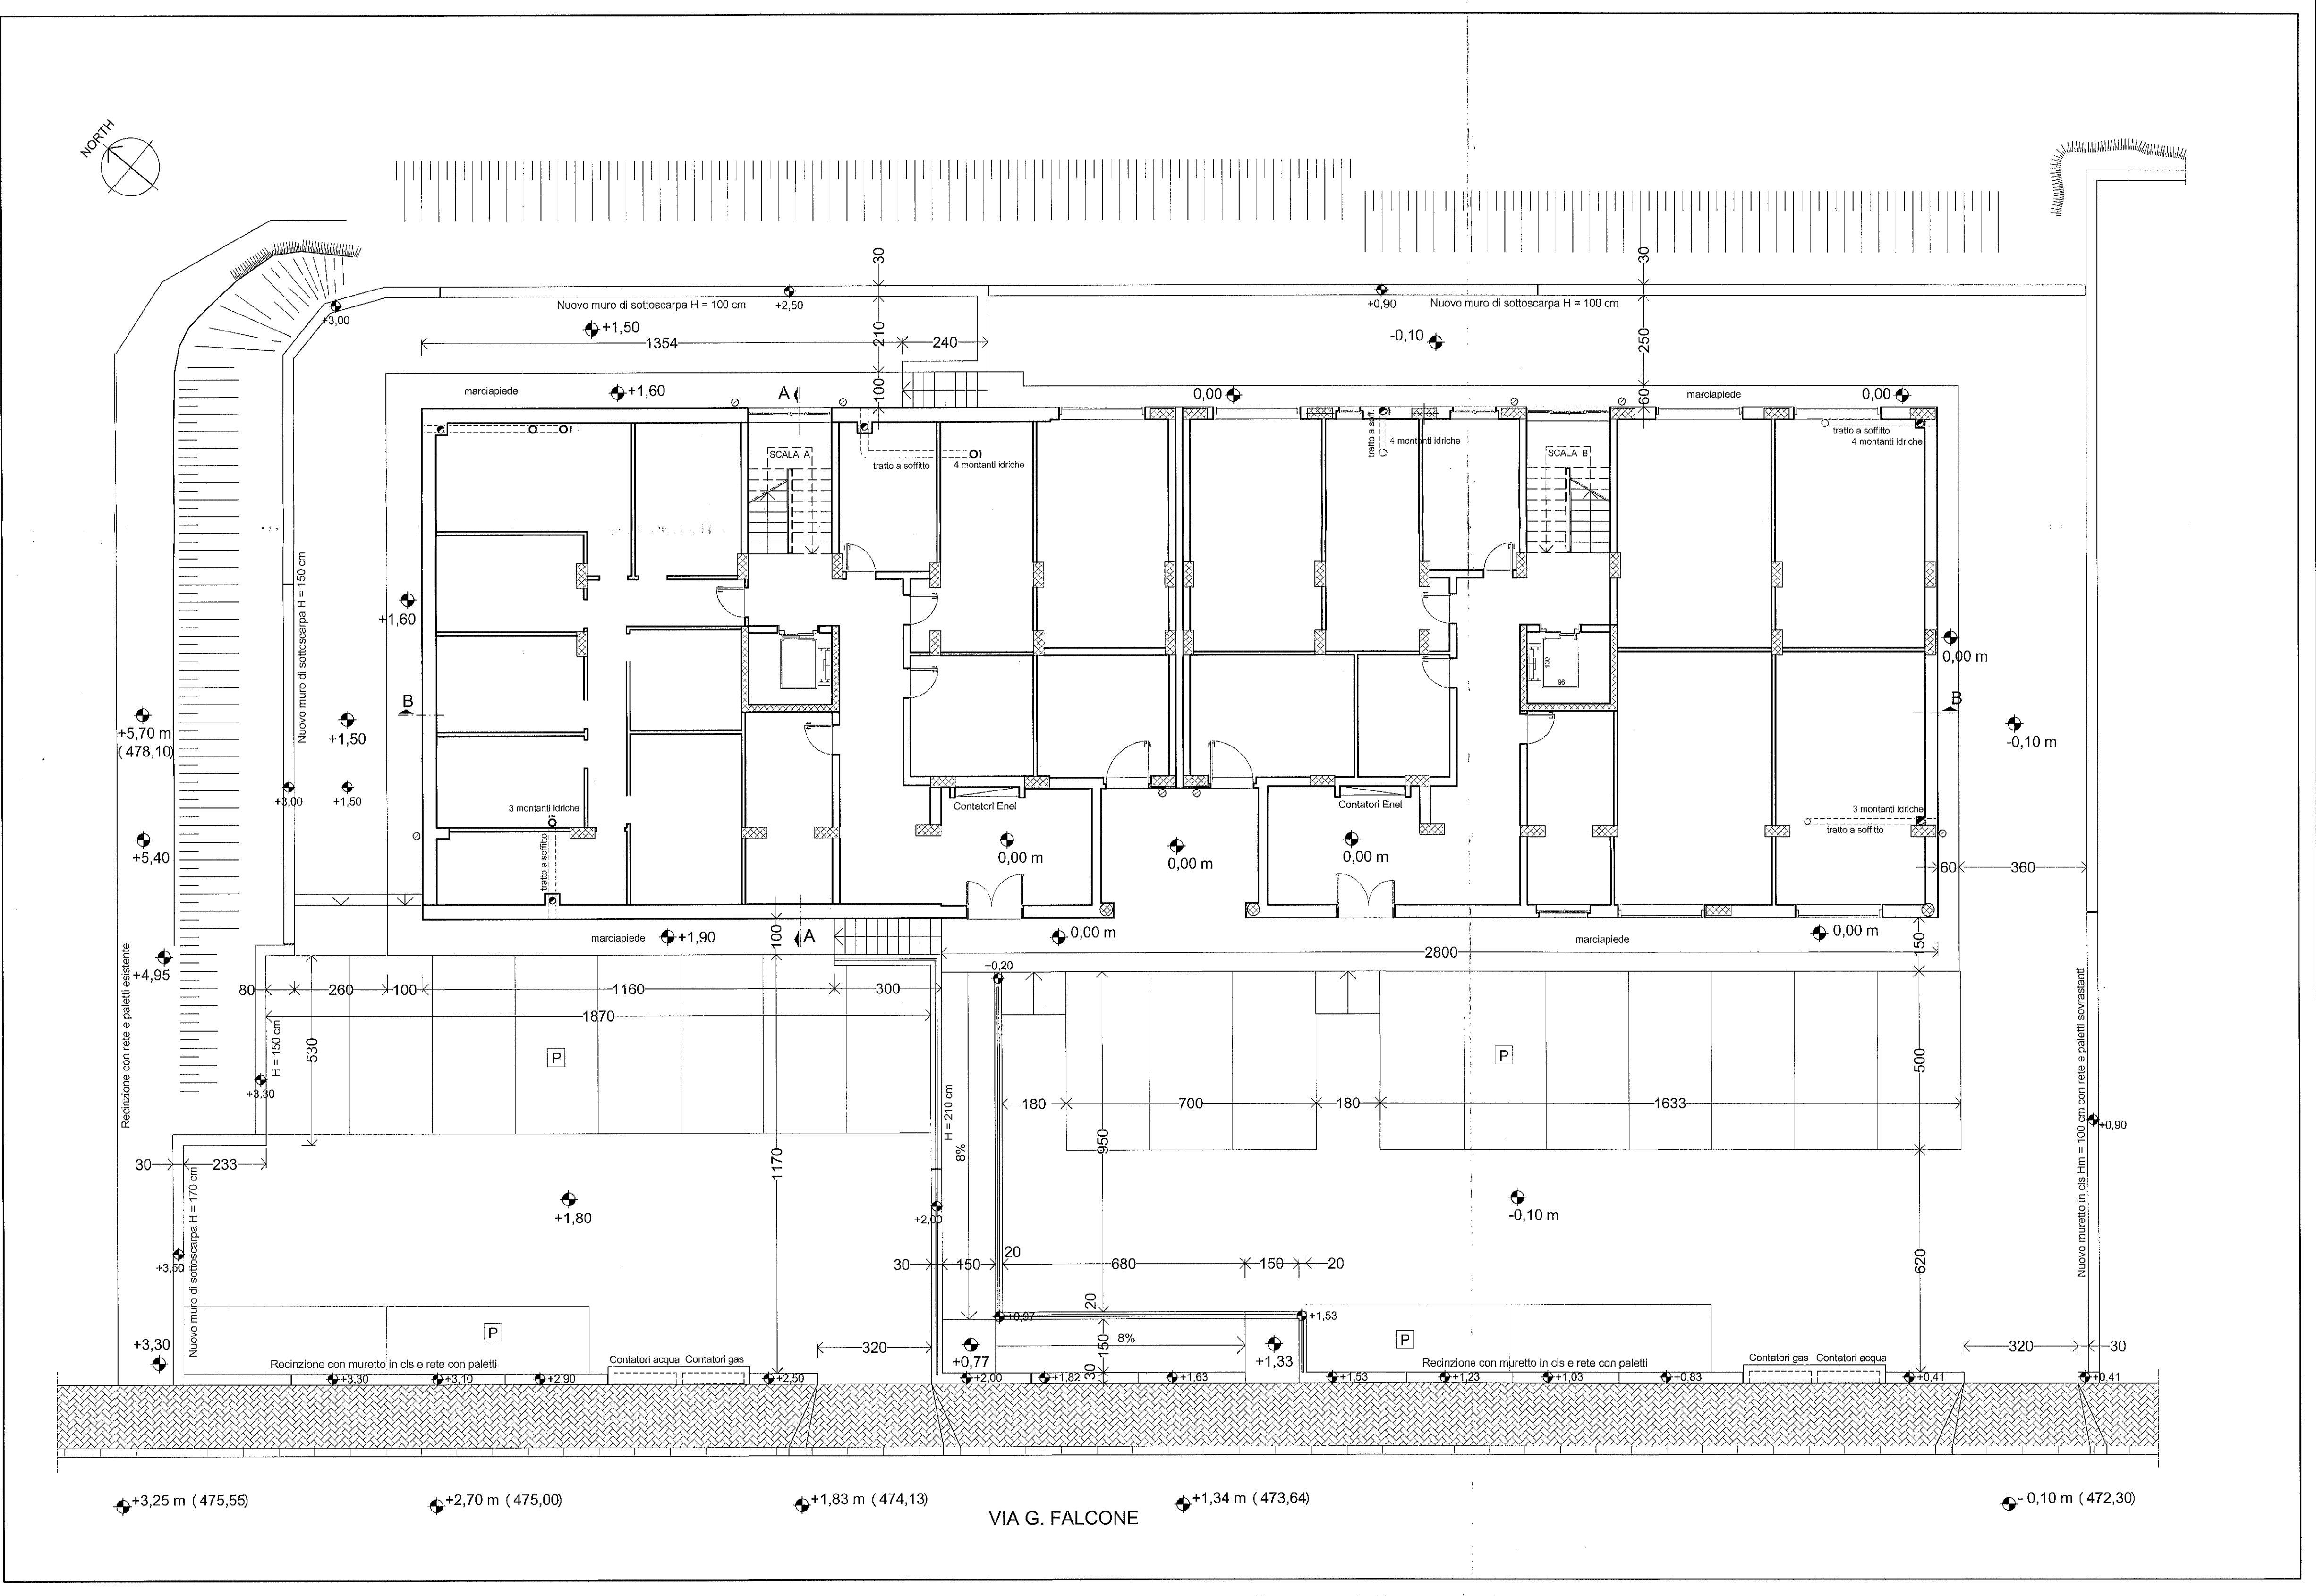 NORTH
30
30
+2,50
+0,90
Nuovo muro di sottoscarpa H = 100 cm
Nuovo muro di sottoscarpa H = 100 cm
+3,00
+1,50
210
-0,10
250
1354
240
marciapiede
+1,60
A
100
0,00
60
marciapiede
0,00
SCALA A
tratto a soffitto
4 montanti idriche
tratto a soff.
4 montanti idriche
SCALA B
tratto a soffitto
4 montanti idriche
Nuovo muro di sottoscarpa H = 150 cm
+1,60
0,00 m
130
96
B
B
+5,70 m
( 478,10)
+1,50
-0,10 m
+3,00
+1,50
3 montanti idriche
tratto a soffitto
Contatori Enel
Contatori Enel
3 montanti idriche
tratto a soffitto
+5,40
0,00 m
0,00 m
0,00 m
60
360
marciapiede
+1,90
100
A
0,00 m
marciapiede
0,00 m
150
2800
Recinzione con rete e paletti esistente
+4,95
+0,20
80
260
100
1160
300
1870
H = 150 cm
530
P
P
500
+3,30
180
700
180
1633
H = 210 cm
8%
950
+0,90
Nuovo muretto in cls Hm = 100 cm con rete e paletti sovrastanti
30
233
1170
Nuovo muro di sottoscarpa H = 170 cm
+1,80
+2,00
-0,10 m
+3,50
30
150
20
680
150
20
620
20
+0,97
+1,53
+3,30
P
320
+0,77
150
8%
+1,33
P
320
30
Recinzione con muretto in cls e rete con paletti
Contatori acqua
Contatori gas
Recinzione con muretto in cls e rete con paletti
Contatori gas
Contatori acqua
+3,30
+3,10
+2,90
+2,50
+2,00
+1,82
30
+1,63
+1,53
+1,23
+1,03
+0,83
+0,41
+0,41
+3,25 m ( 475,55)
+2,70 m ( 475,00)
+1,83 m ( 474,13)
+1,34 m ( 473,64)
- 0,10 m ( 472,30)
VIA G. FALCONE